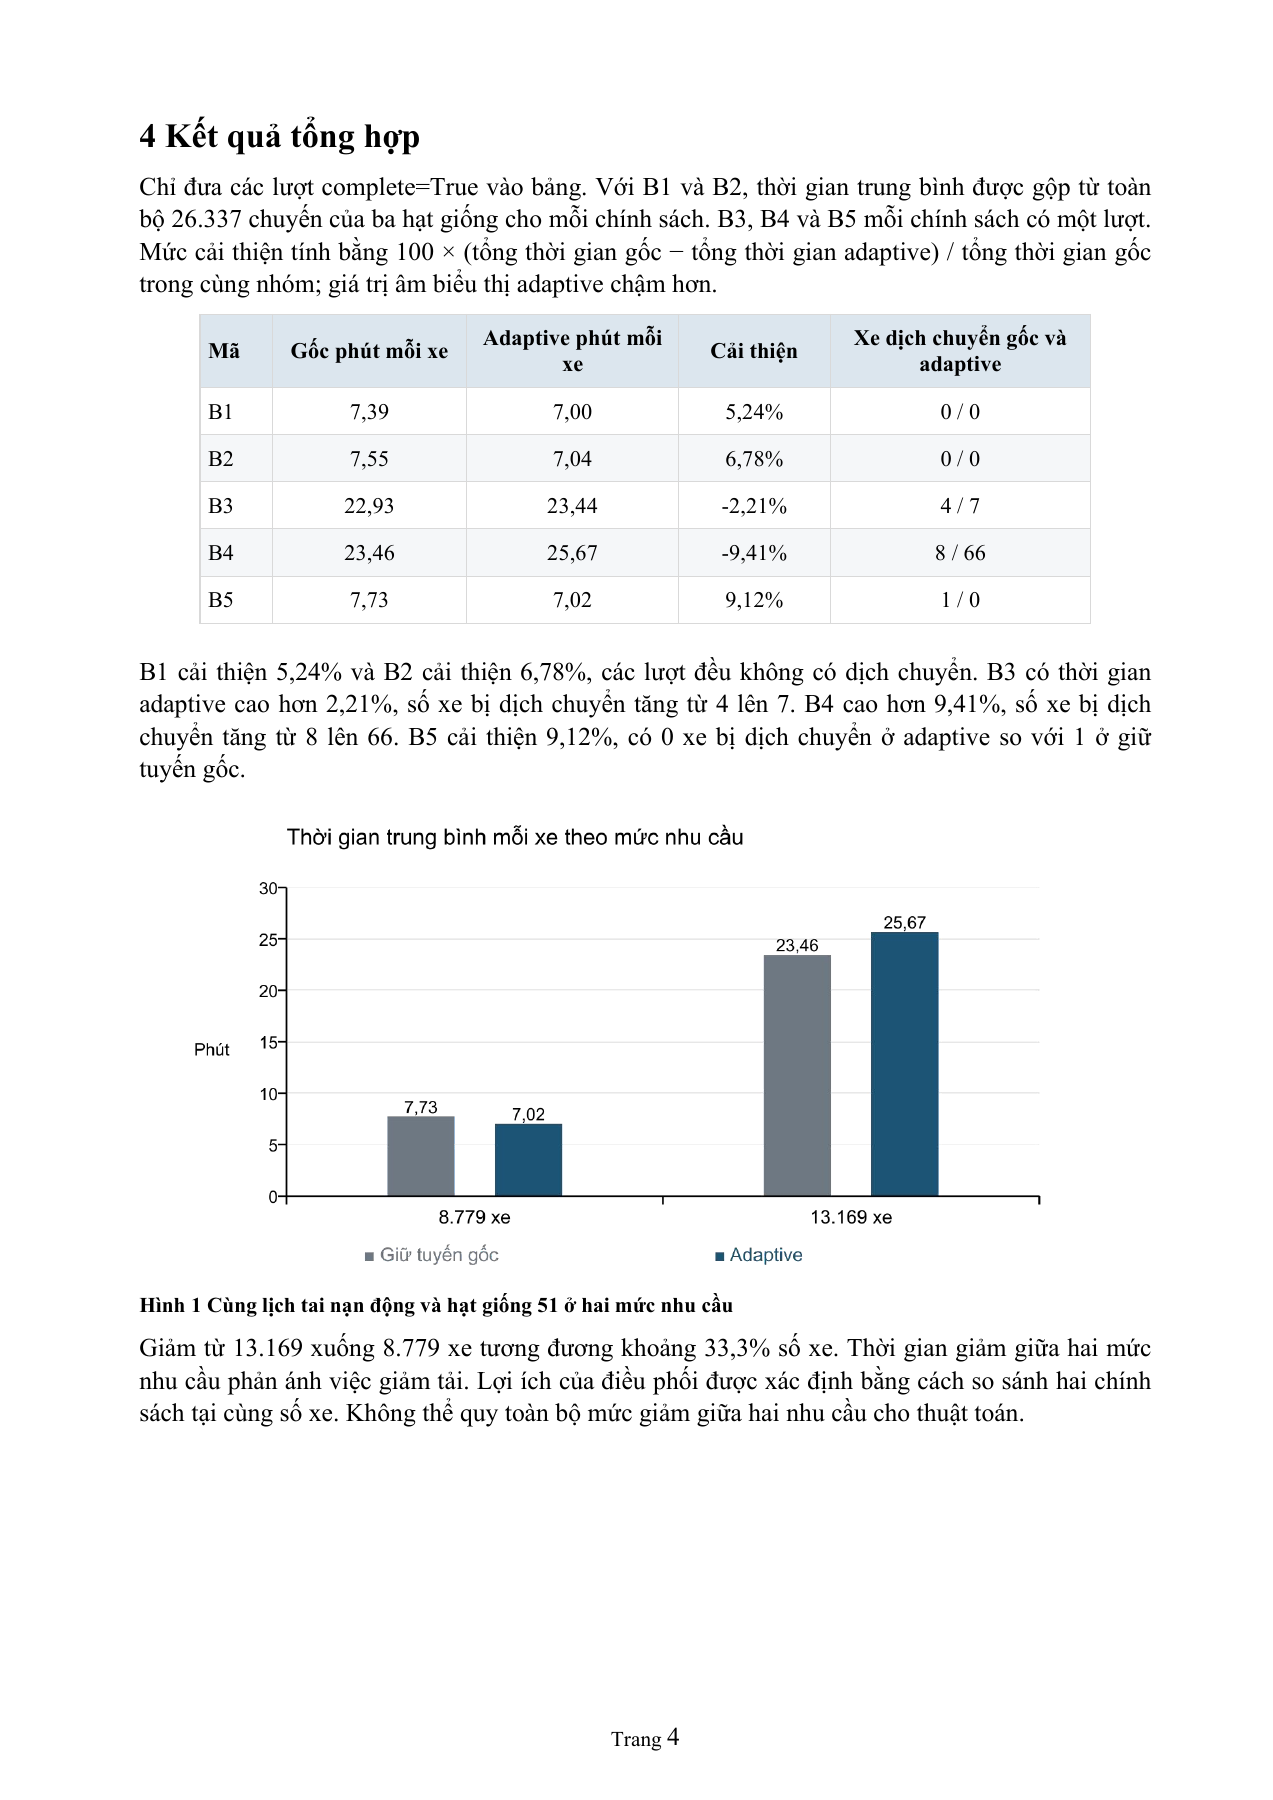 4 Kết quả tổng hợp
Chỉ đưa các lượt complete=True vào bảng. Với B1 và B2, thời gian trung bình được gộp từ toàn
bộ 26.337 chuyến của ba hạt giống cho mỗi chính sách. B3, B4 và B5 mỗi chính sách có một lượt.
Mức cải thiện tính bằng 100 × (tổng thời gian gốc − tổng thời gian adaptive) / tổng thời gian gốc
trong cùng nhóm; giá trị âm biểu thị adaptive chậm hơn.
Mã Gốc phút mỗi xe Adaptive phút mỗi xe Cải thiện Xe dịch chuyển gốc và adaptive
B1 7,39 7,00 5,24% 0 / 0
B2 7,55 7,04 6,78% 0 / 0
B3 22,93 23,44 -2,21% 4 / 7
B4 23,46 25,67 -9,41% 8 / 66
B5 7,73 7,02 9,12% 1 / 0
B1 cải thiện 5,24% và B2 cải thiện 6,78%, các lượt đều không có dịch chuyển. B3 có thời gian
adaptive cao hơn 2,21%, số xe bị dịch chuyển tăng từ 4 lên 7. B4 cao hơn 9,41%, số xe bị dịch
chuyển tăng từ 8 lên 66. B5 cải thiện 9,12%, có 0 xe bị dịch chuyển ở adaptive so với 1 ở giữ
tuyến gốc.
Thời gian trung bình mỗi xe theo mức nhu cầu
30
25,67
25
23,46
20
15
Phút
10
7,73
7,02
5
0
8.779 xe 13.169 xe
■ Giữ tuyến gốc ■ Adaptive
Hình 1 Cùng lịch tai nạn động và hạt giống 51 ở hai mức nhu cầu
Giảm từ 13.169 xuống 8.779 xe tương đương khoảng 33,3% số xe. Thời gian giảm giữa hai mức
nhu cầu phản ánh việc giảm tải. Lợi ích của điều phối được xác định bằng cách so sánh hai chính
sách tại cùng số xe. Không thể quy toàn bộ mức giảm giữa hai nhu cầu cho thuật toán.
Trang 4